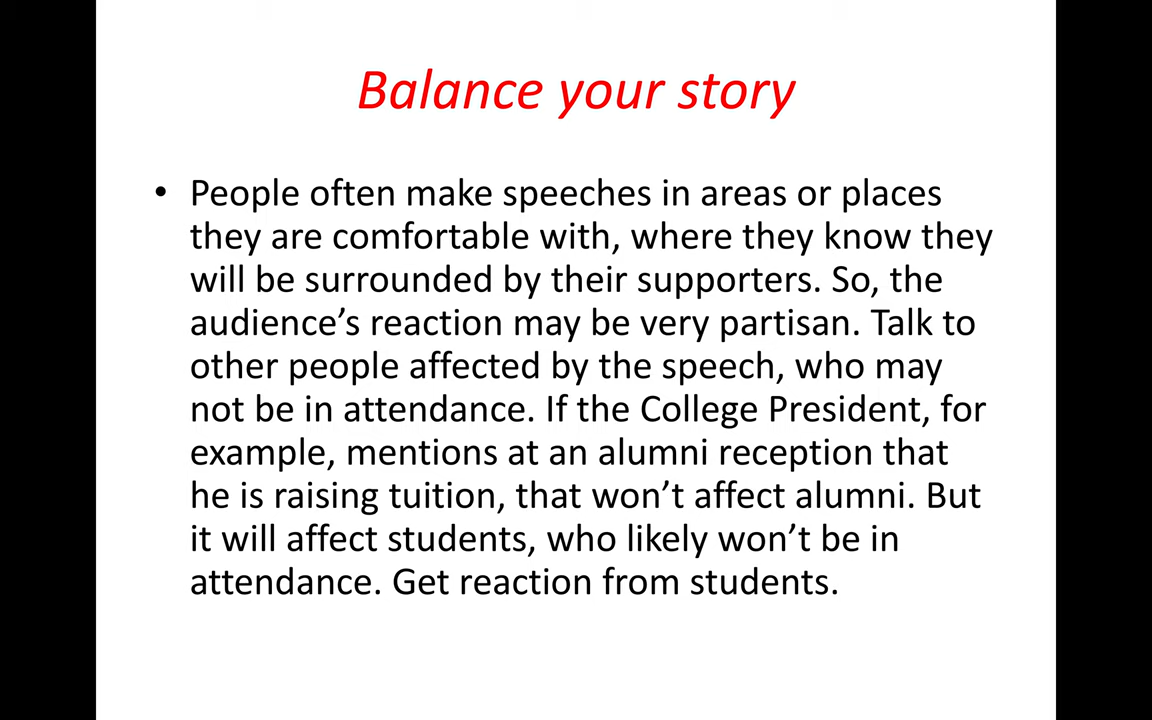 Balance your story
• People often make speeches in areas or places
they are comfortable with, where they know they
will be surrounded by their supporters. So, the
audience’s reaction may be very partisan. Talk to
other people affected by the speech, who may
not be in attendance. If the College President, for
example, mentions at an alumni reception that
he is raising tuition, that won’t affect alumni. But
it will affect students, who likely won’t be in
attendance. Get reaction from students.